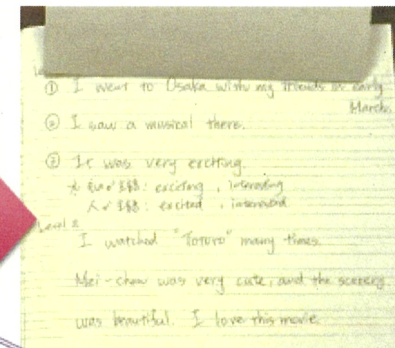 ① I went to Osaka with my friends in early
March.
② I saw a musical there.
③ It was very exciting.
: exciting , interesting
人 : excited , interested
Level 2
I watched "Totoro" many times.
Mei-chan was very cute, and the scenery
was beautiful. I love this movie.